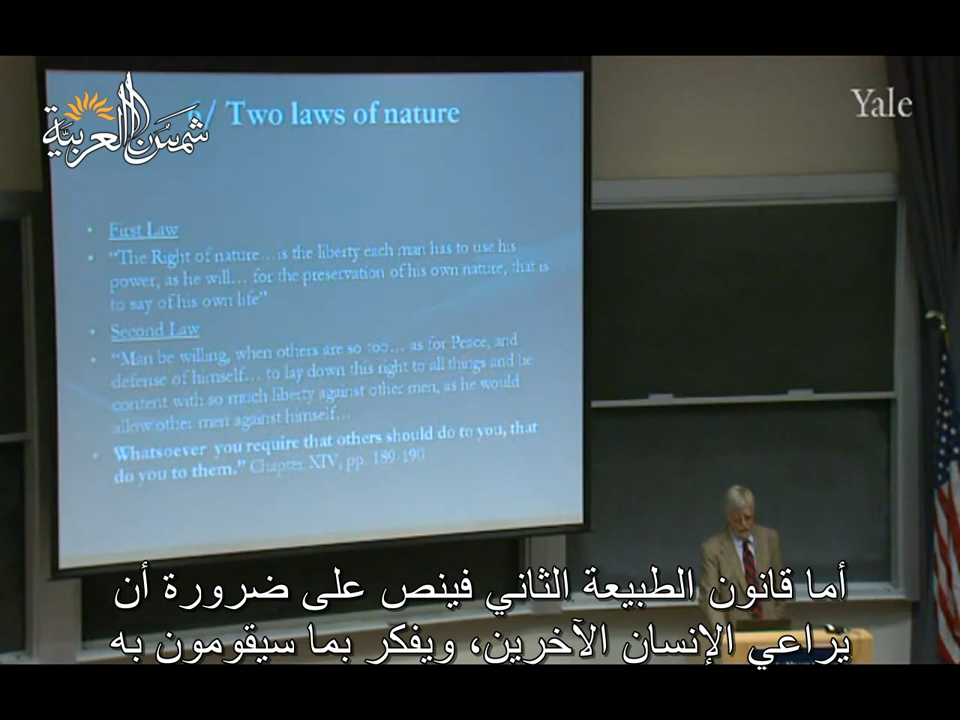 شمس العربية
Yale
/ Two laws of nature
• First Law
• “The Right of nature…is the liberty each man has to use his
power, as he will… for the preservation of his own nature, that is
to say of his own life”
• Second Law
• “Man be willing, when others are so too… as for Peace, and
defense of himself… to lay down this right to all things and be
content with so much liberty against other men, as he would
allow other men against himself…
• Whatsoever you require that others should do to you, that
do you to them.” Chapter XIV, pp. 189-190
أما قانون الطبيعة الثاني فينص على ضرورة أن
يراعي الإنسان الآخرين، ويفكر بما سيقومون به